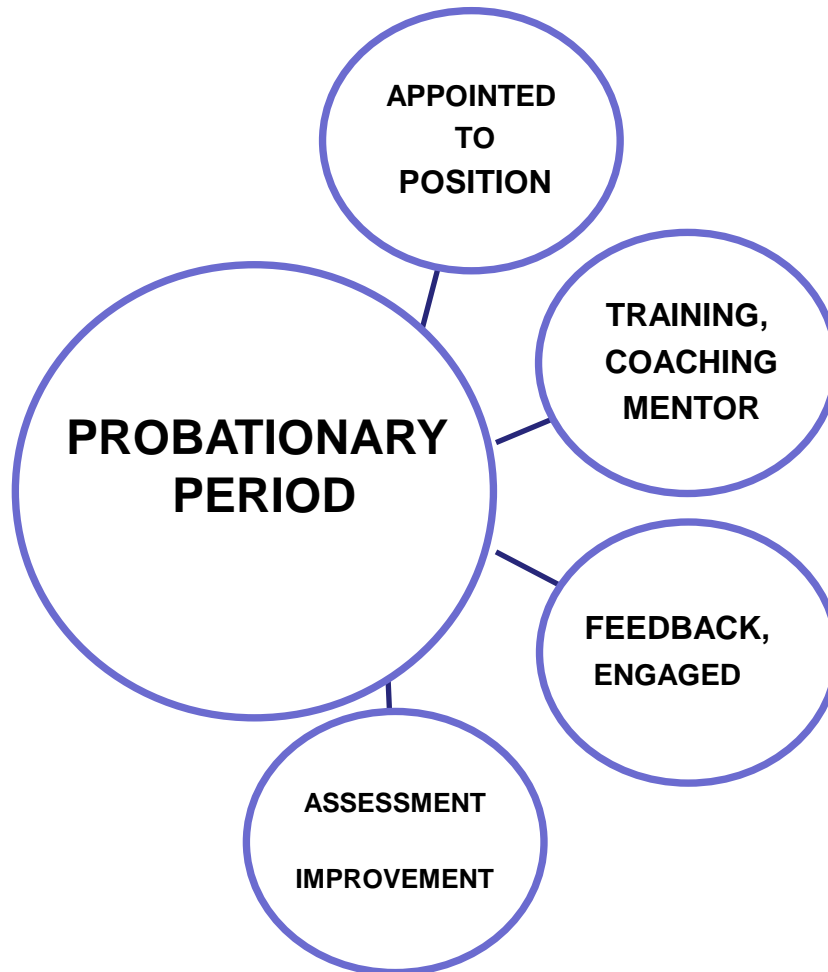 APPOINTED
TO
POSITION
TRAINING,
COACHING
MENTOR
PROBATIONARY
PERIOD
FEEDBACK,
ENGAGED
ASSESSMENT
IMPROVEMENT